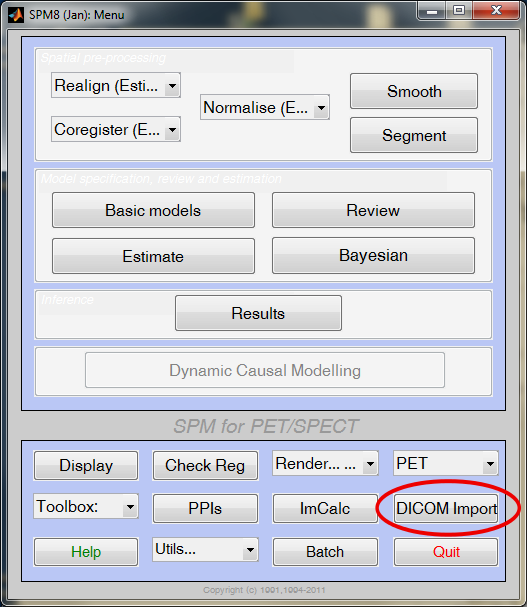 SPM8 (Jan): Menu
Spatial pre-processing
Realign (Esti...
Normalise (E...
Smooth
Coregister (E...
Segment
Model specification, review and estimation
Basic models
Review
Estimate
Bayesian
Inference
Results
Dynamic Causal Modelling
SPM for PET/SPECT
Display
Check Reg
Render... ...
PET
Toolbox:
PPIs
ImCalc
DICOM Import
Help
Utils...
Batch
Quit
Copyright (c) 1991,1994-2011